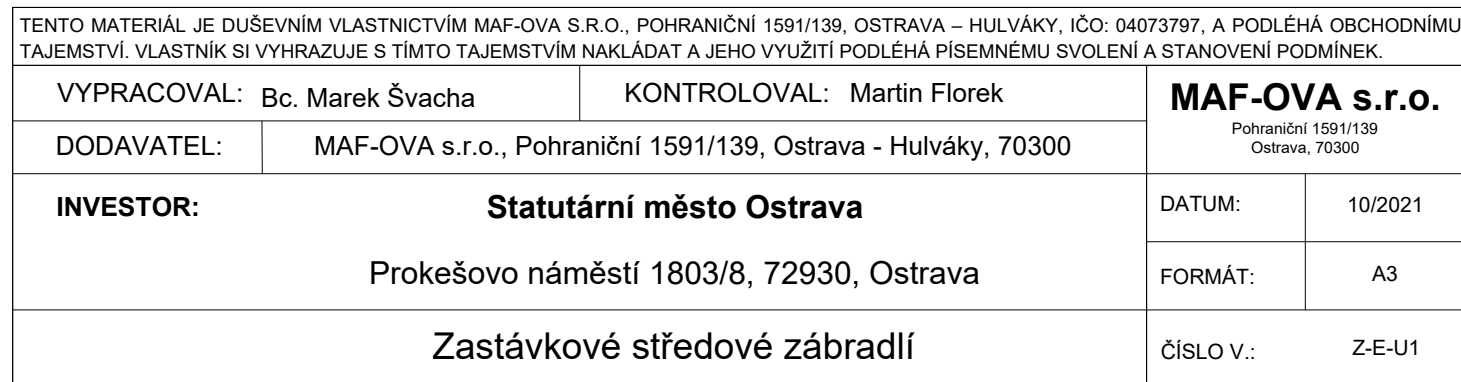 TENTO MATERIÁL JE DUŠEVNÍM VLASTNICTVÍM MAF-OVA S.R.O., POHRANIČNÍ 1591/139, OSTRAVA – HULVÁKY, IČO: 04073797, A PODLÉHÁ OBCHODNÍMU
TAJEMSTVÍ. VLASTNÍK SI VYHRAZUJE S TÍMTO TAJEMSTVÍM NAKLÁDAT A JEHO VYUŽITÍ PODLÉHÁ PÍSEMNÉMU SVOLENÍ A STANOVENÍ PODMÍNEK.
VYPRACOVAL: Bc. Marek Švacha KONTROLOVAL: Martin Florek
MAF-OVA s.r.o.
Pohraniční 1591/139
Ostrava, 70300
DODAVATEL: MAF-OVA s.r.o., Pohraniční 1591/139, Ostrava - Hulváky, 70300
INVESTOR: Statutární město Ostrava
DATUM: 10/2021
Prokešovo náměstí 1803/8, 72930, Ostrava
FORMÁT: A3
Zastávkové středové zábradlí
ČÍSLO V.: Z-E-U1